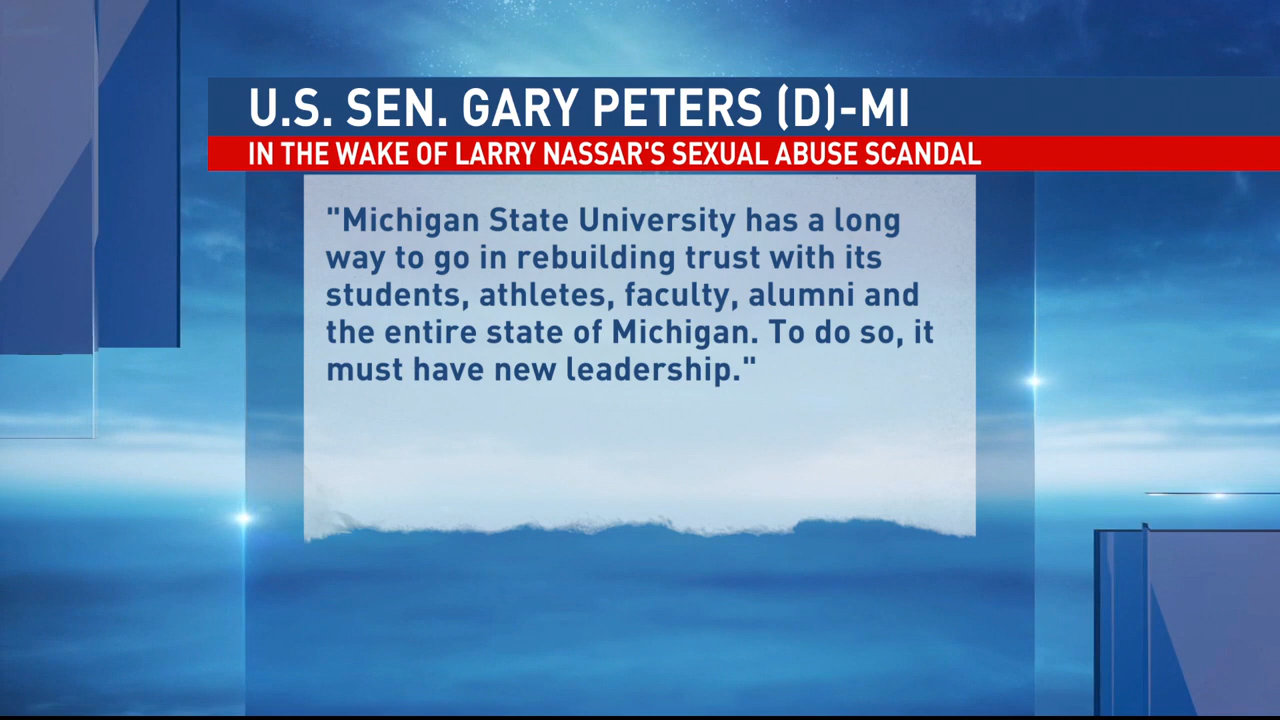 U.S. SEN. GARY PETERS (D)-MI
IN THE WAKE OF LARRY NASSAR'S SEXUAL ABUSE SCANDAL
"Michigan State University has a long
way to go in rebuilding trust with its
students, athletes, faculty, alumni and
the entire state of Michigan. To do so, it
must have new leadership."